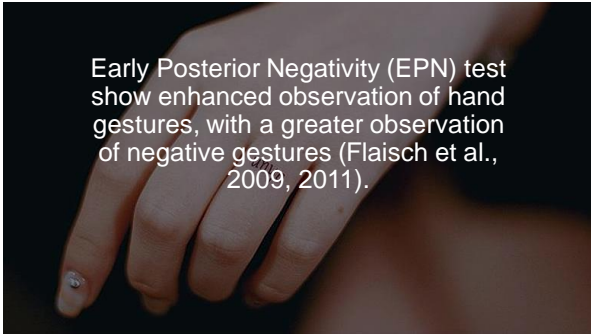 Early Posterior Negativity (EPN) test
show enhanced observation of hand
gestures, with a greater observation
of negative gestures (Flaisch et al.,
2009, 2011).